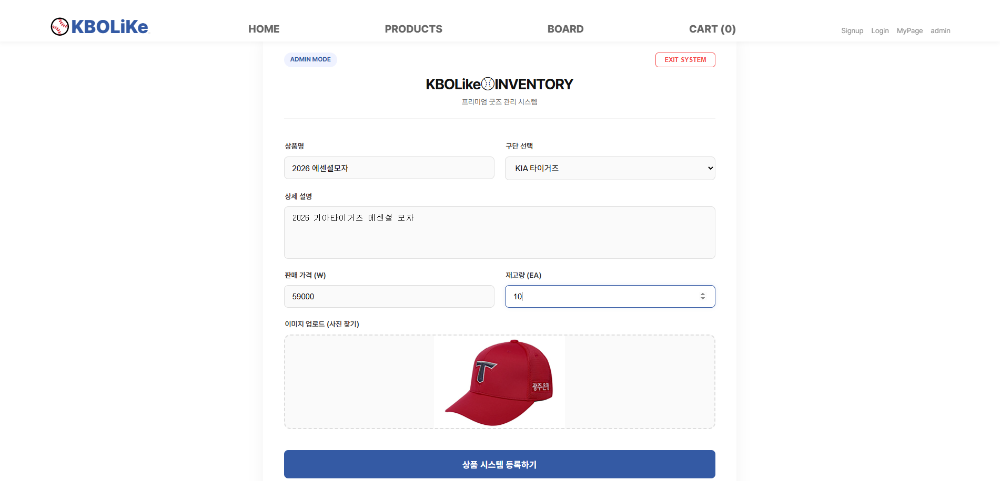 KBOLiKe
HOME
PRODUCTS
BOARD
CART (0)
Signup
Login
MyPage
admin
ADMIN MODE
EXIT SYSTEM
KBOLike⚾INVENTORY
프리미엄 굿즈 관리 시스템
상품명
구단 선택
2026 에센셜모자
KIA 타이거즈
상세 설명
2026 기아타이거즈 에센셜 모자
판매 가격 (₩)
재고량 (EA)
59000
10
이미지 업로드 (사진 찾기)
T
광주은행
상품 시스템 등록하기